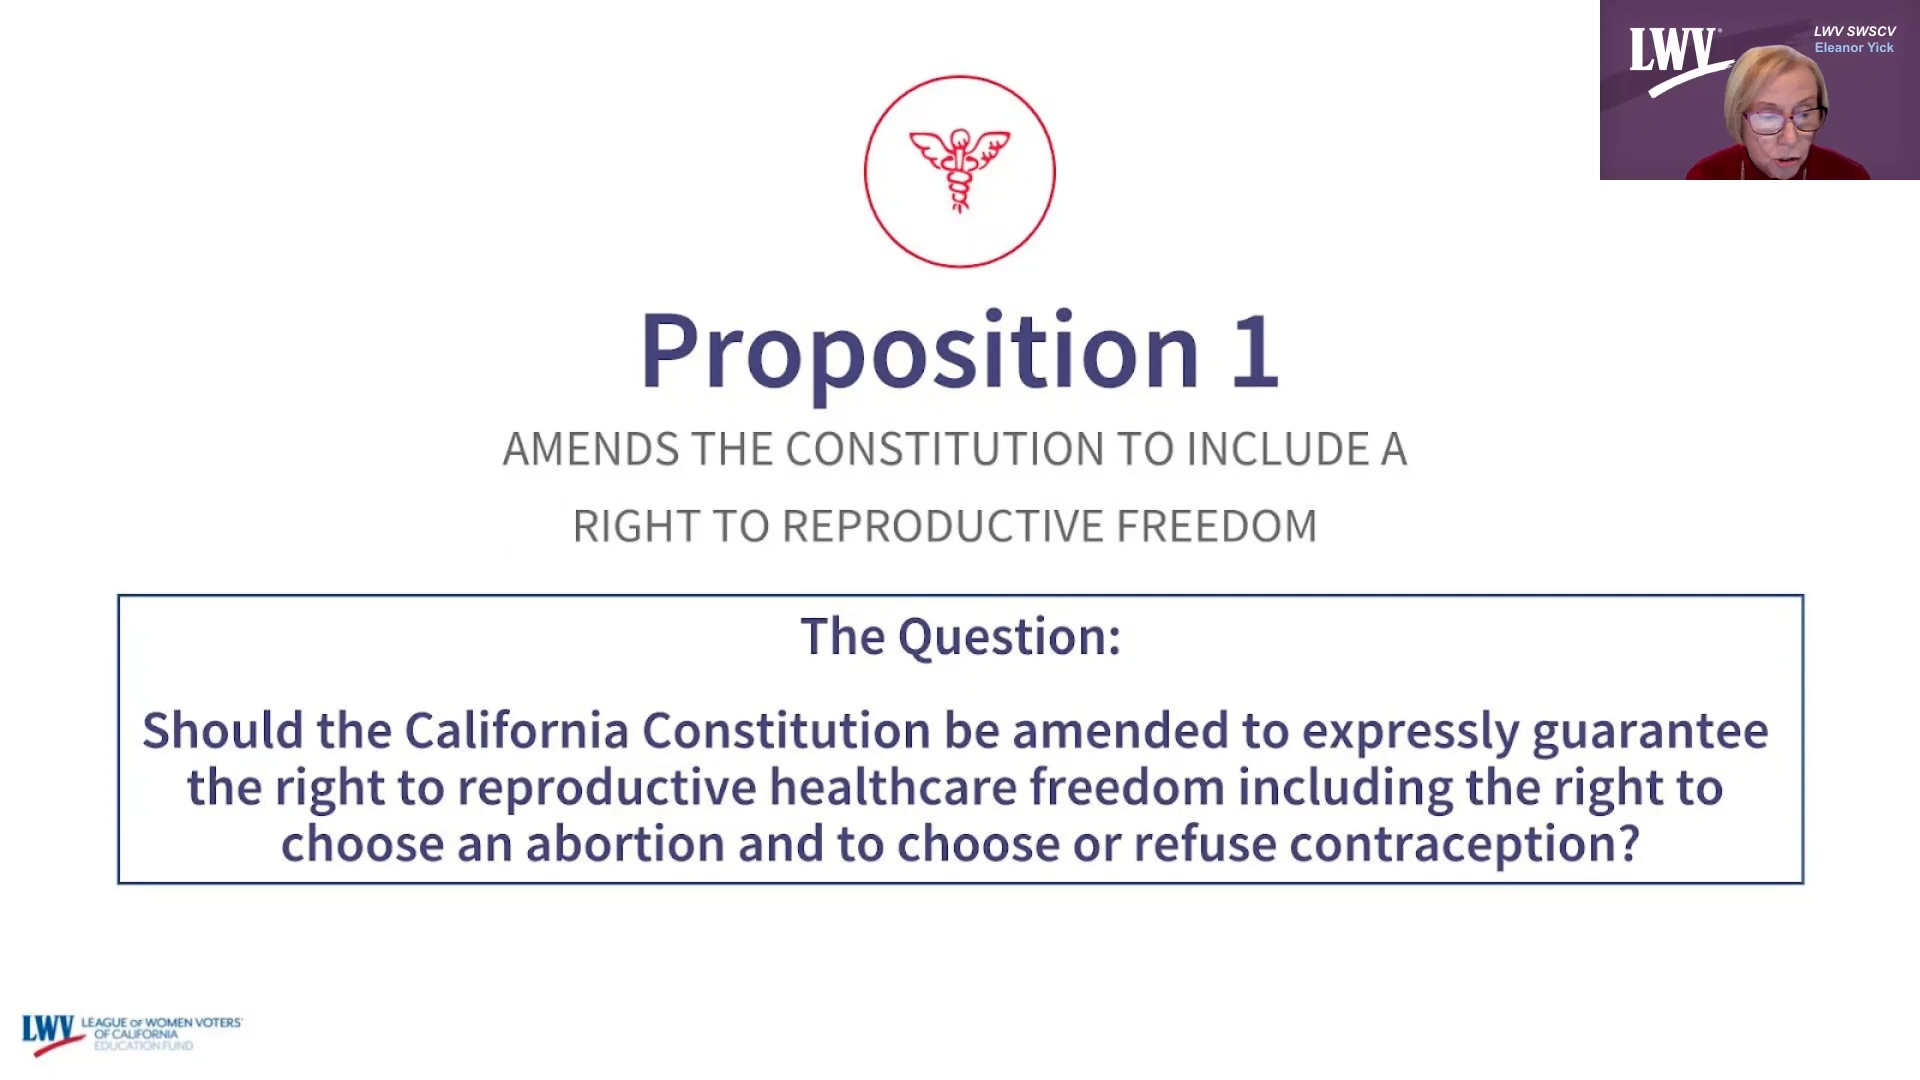 LWV
LWV SWSCV
Eleanor Yick
Proposition 1
AMENDS THE CONSTITUTION TO INCLUDE A
RIGHT TO REPRODUCTIVE FREEDOM
The Question:
Should the California Constitution be amended to expressly guarantee
the right to reproductive healthcare freedom including the right to
choose an abortion and to choose or refuse contraception?
LWV LEAGUE OF WOMEN VOTERS®
OF CALIFORNIA
EDUCATION FUND